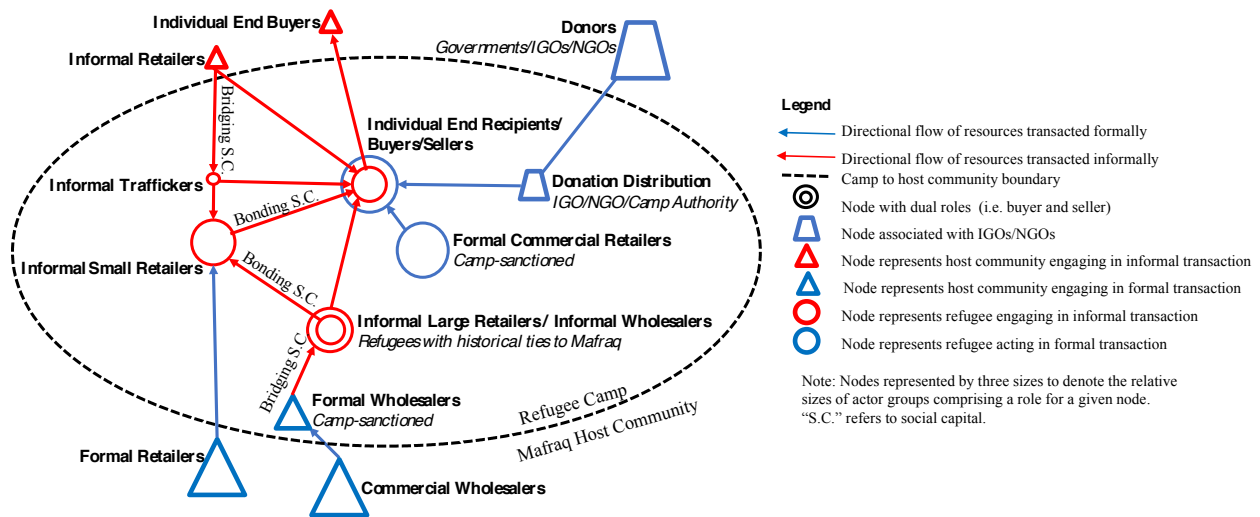 Individual End Buyers
Donors
Governments/IGOs/NGOs
Informal Retailers
Bridging S.C.
Individual End Recipients/
Buyers/Sellers
Informal Traffickers
Bonding S.C.
Donation Distribution
IGO/NGO/Camp Authority
Formal Commercial Retailers
Camp-sanctioned
Informal Small Retailers
Bonding S.C.
Informal Large Retailers/ Informal Wholesalers
Refugees with historical ties to Mafraq
Bridging S.C
Formal Wholesalers
Camp-sanctioned
Refugee Camp
Mafraq Host Community
Formal Retailers
Commercial Wholesalers
Legend
Directional flow of resources transacted formally
Directional flow of resources transacted informally
Camp to host community boundary
Node with dual roles (i.e. buyer and seller)
Node associated with IGOs/NGOs
Node represents host community engaging in informal transaction
Node represents host community engaging in formal transaction
Node represents refugee engaging in informal transaction
Node represents refugee acting in formal transaction
Note: Nodes represented by three sizes to denote the relative
sizes of actor groups comprising a role for a given node.
“S.C.” refers to social capital.